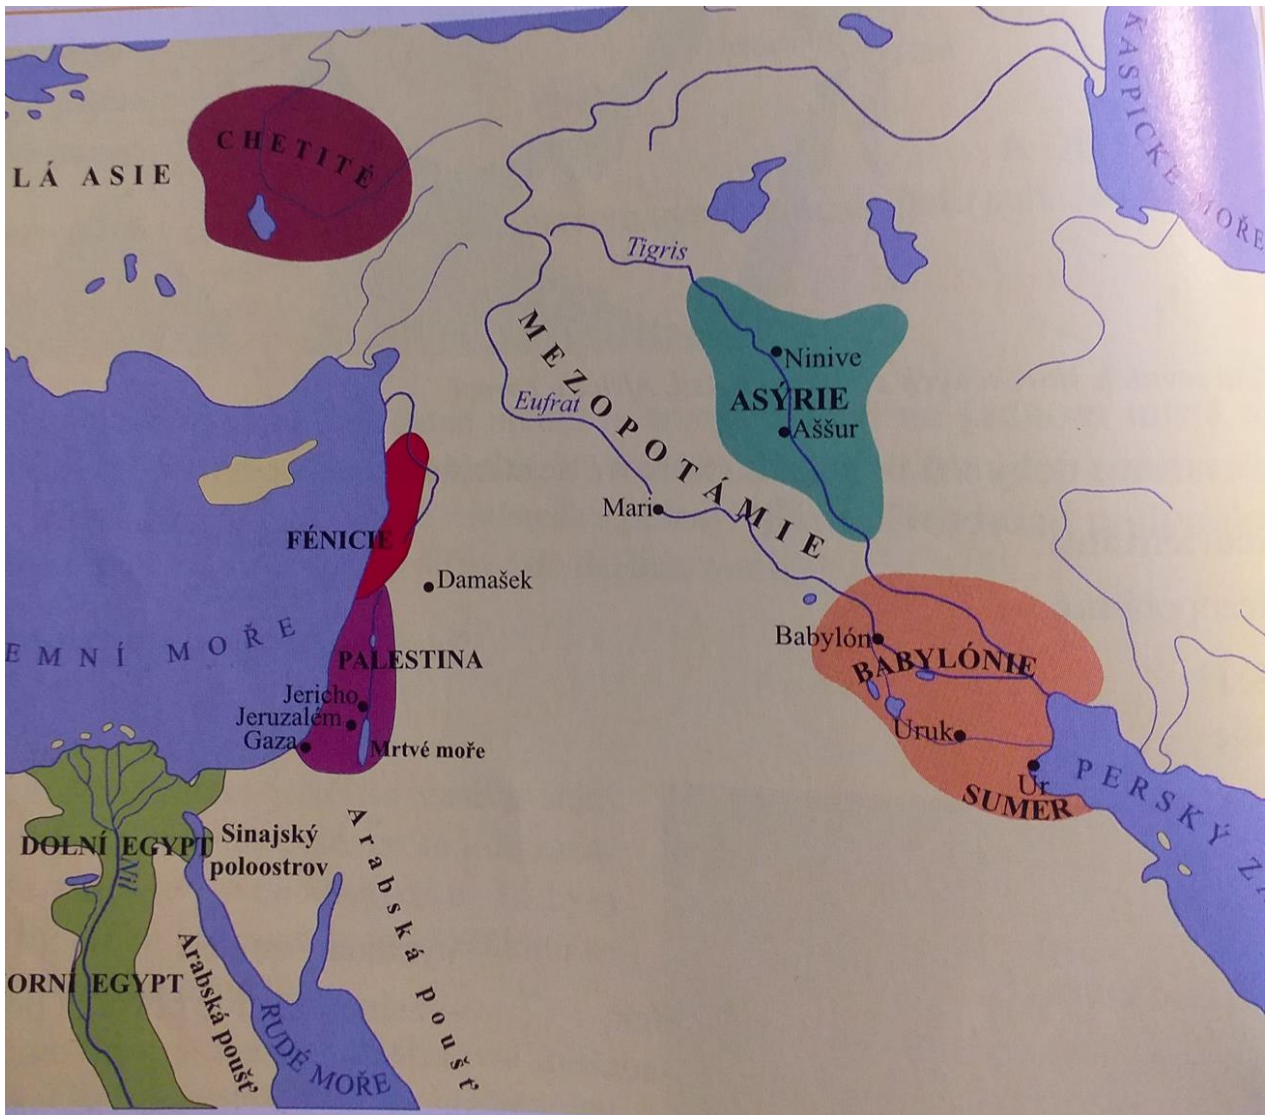 KASPICKÉ MOŘE
CHETITÉ
LÁ ASIE
Tigris
MEZOPOTÁMIE
Ninive
ASÝRIE
Eufrat
Aššur
Mari
FÉNICIE
Damašek
EMNÍ MOŘE
Babylón
PALESTINA
BABYLÓNIE
Jericho
Jeruzalém
Gaza
Mrtvé moře
Uruk
Ur
SUMER
PERSKÝ ZÁ
DOLNÍ EGYPT
Sinajský
poloostrov
Nil
Arabská poušť
ORNÍ EGYPT
Arabská poušť
RUDÉ MOŘE